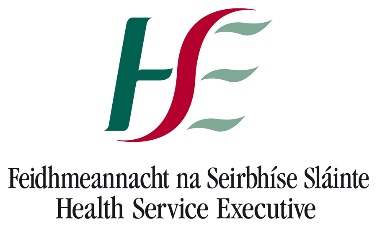 HSE
Feidhmeannacht na Seirbhíse Sláinte
Health Service Executive